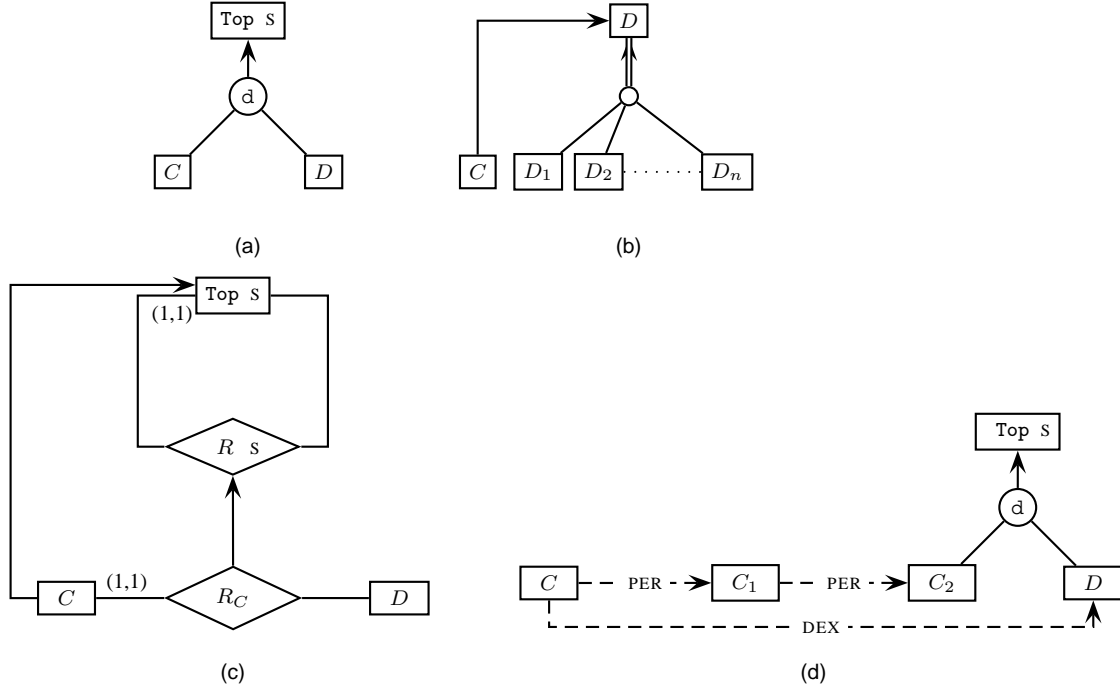 Top S
d
C D
(a)
D
C D1 D2 Dn
(b)
Top S
(1,1)
R S
C (1,1) RC D
(c)
Top S
d
C PER C1 PER C2 D
DEX
(d)